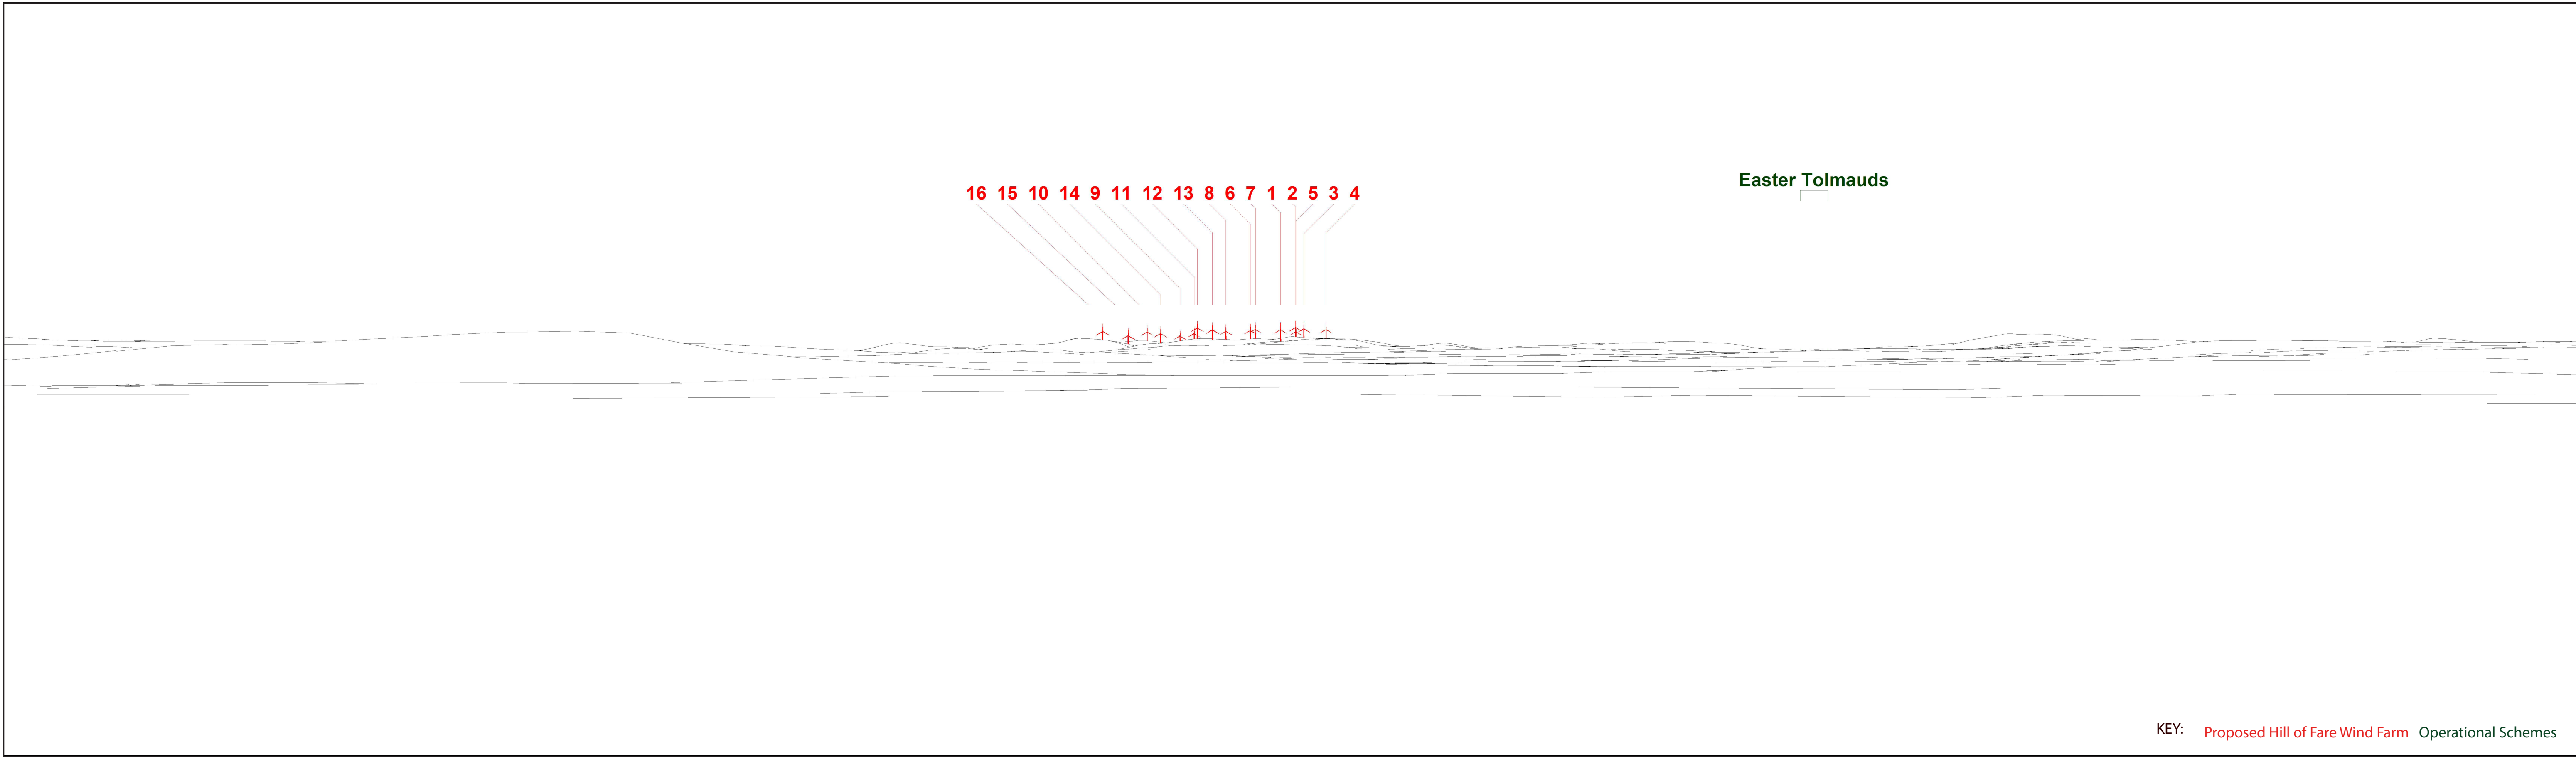 Easter Tolmauds
16 15 10 14 9 11 12 13 8 6 7 1 2 5 3 4
KEY: Proposed Hill of Fare Wind Farm Operational Schemes